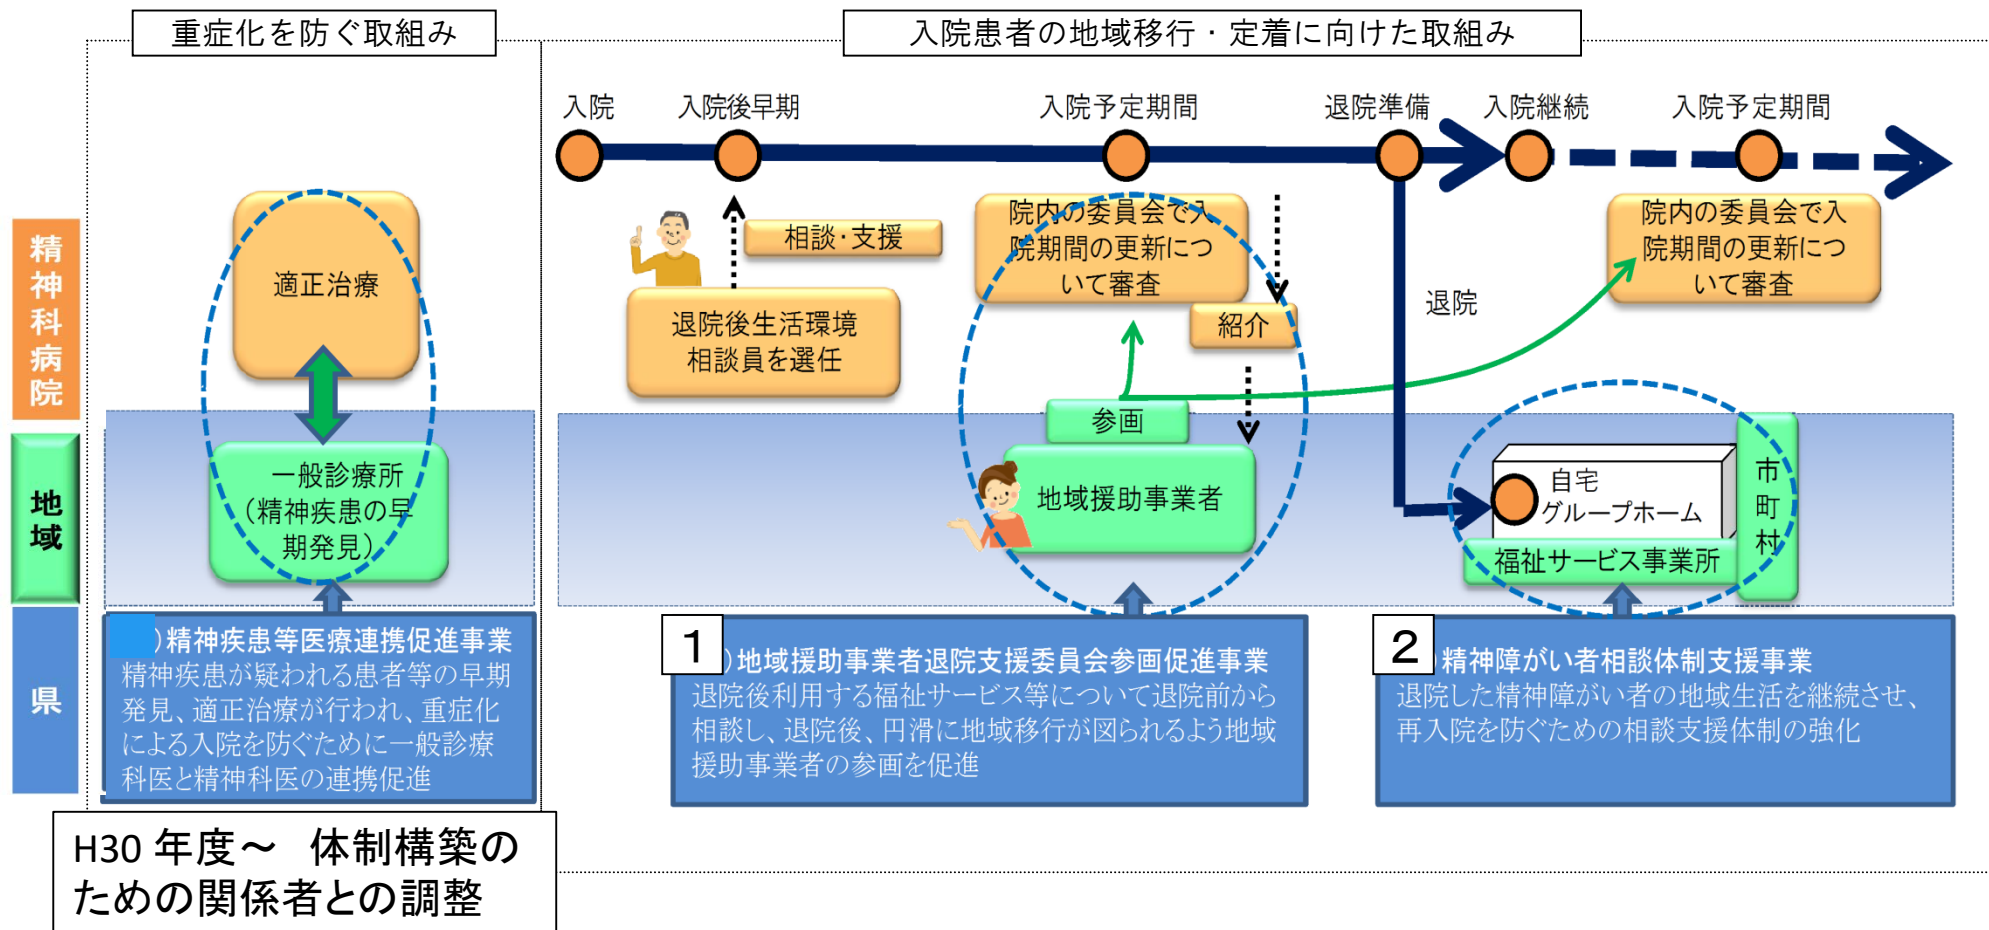 重症化を防ぐ取組み
入院患者の地域移行・定着に向けた取組み
入院
入院後早期
入院予定期間
退院準備
入院継続
入院予定期間
精神科病院
地域
県
適正治療
一般診療所
（精神疾患の早
期発見）
相談・支援
退院後生活環境
相談員を選任
院内の委員会で入
院期間の更新につ
いて審査
紹介
参画
地域援助事業者
退院
院内の委員会で入
院期間の更新につ
いて審査
自宅
グループホーム
福祉サービス事業所
市町村
）精神疾患等医療連携促進事業
精神疾患が疑われる患者等の早期
発見、適正治療が行われ、重症化
による入院を防ぐために一般診療
科医と精神科医の連携促進
1
）地域援助事業者退院支援委員会参画促進事業
退院後利用する福祉サービス等について退院前から
相談し、退院後、円滑に地域移行が図られるよう地域
援助事業者の参画を促進
2
）精神障がい者相談体制支援事業
退院した精神障がい者の地域生活を継続させ、
再入院を防ぐための相談支援体制の強化
H30 年度～　体制構築の
ための関係者との調整